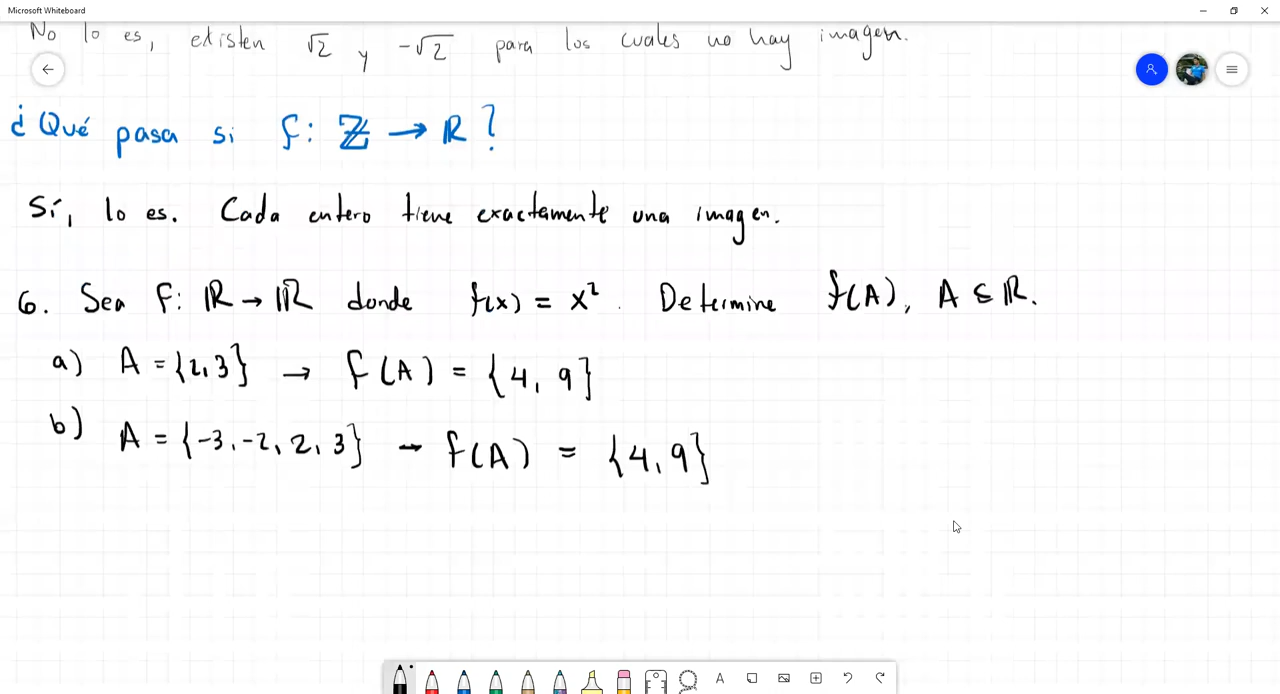 Microsoft Whiteboard
No lo es, existen √2 y -√2 para los cuales no hay imagen.
¿Qué pasa si f: ℤ → ℝ?
Sí, lo es. Cada entero tiene exactamente una imagen.
6. Sea f: ℝ → ℝ donde f(x) = x². Determine f(A), A ⊆ ℝ.
a) A = {2,3} → f(A) = {4, 9}
b) A = {-3, -2, 2, 3} → f(A) = {4, 9}